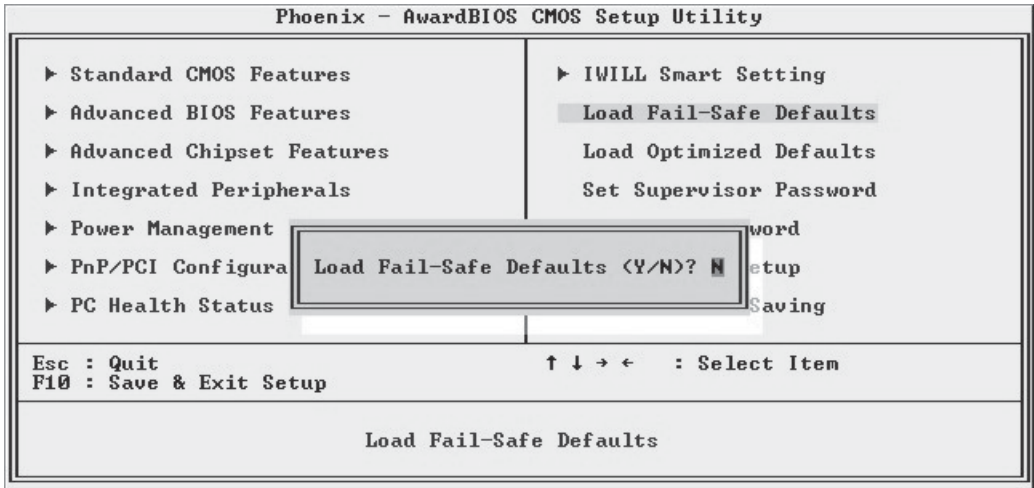 Phoenix - AwardBIOS CMOS Setup Utility
▶ Standard CMOS Features
▶ Advanced BIOS Features
▶ Advanced Chipset Features
▶ Integrated Peripherals
▶ Power Management
▶ PnP/PCI Configura
▶ PC Health Status
▶ IWILL Smart Setting
Load Fail-Safe Defaults
Load Optimized Defaults
Set Supervisor Password
word
etup
Saving
Load Fail-Safe Defaults (Y/N)? N
Esc : Quit
F10 : Save & Exit Setup
↑ ↓ → ← : Select Item
Load Fail-Safe Defaults